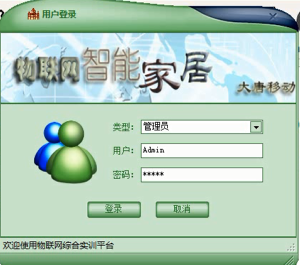 用户登录
物联网智能家居
大唐移动
类型： 管理员
用户： Admin
密码： *****
登录 取消
欢迎使用物联网综合实训平台